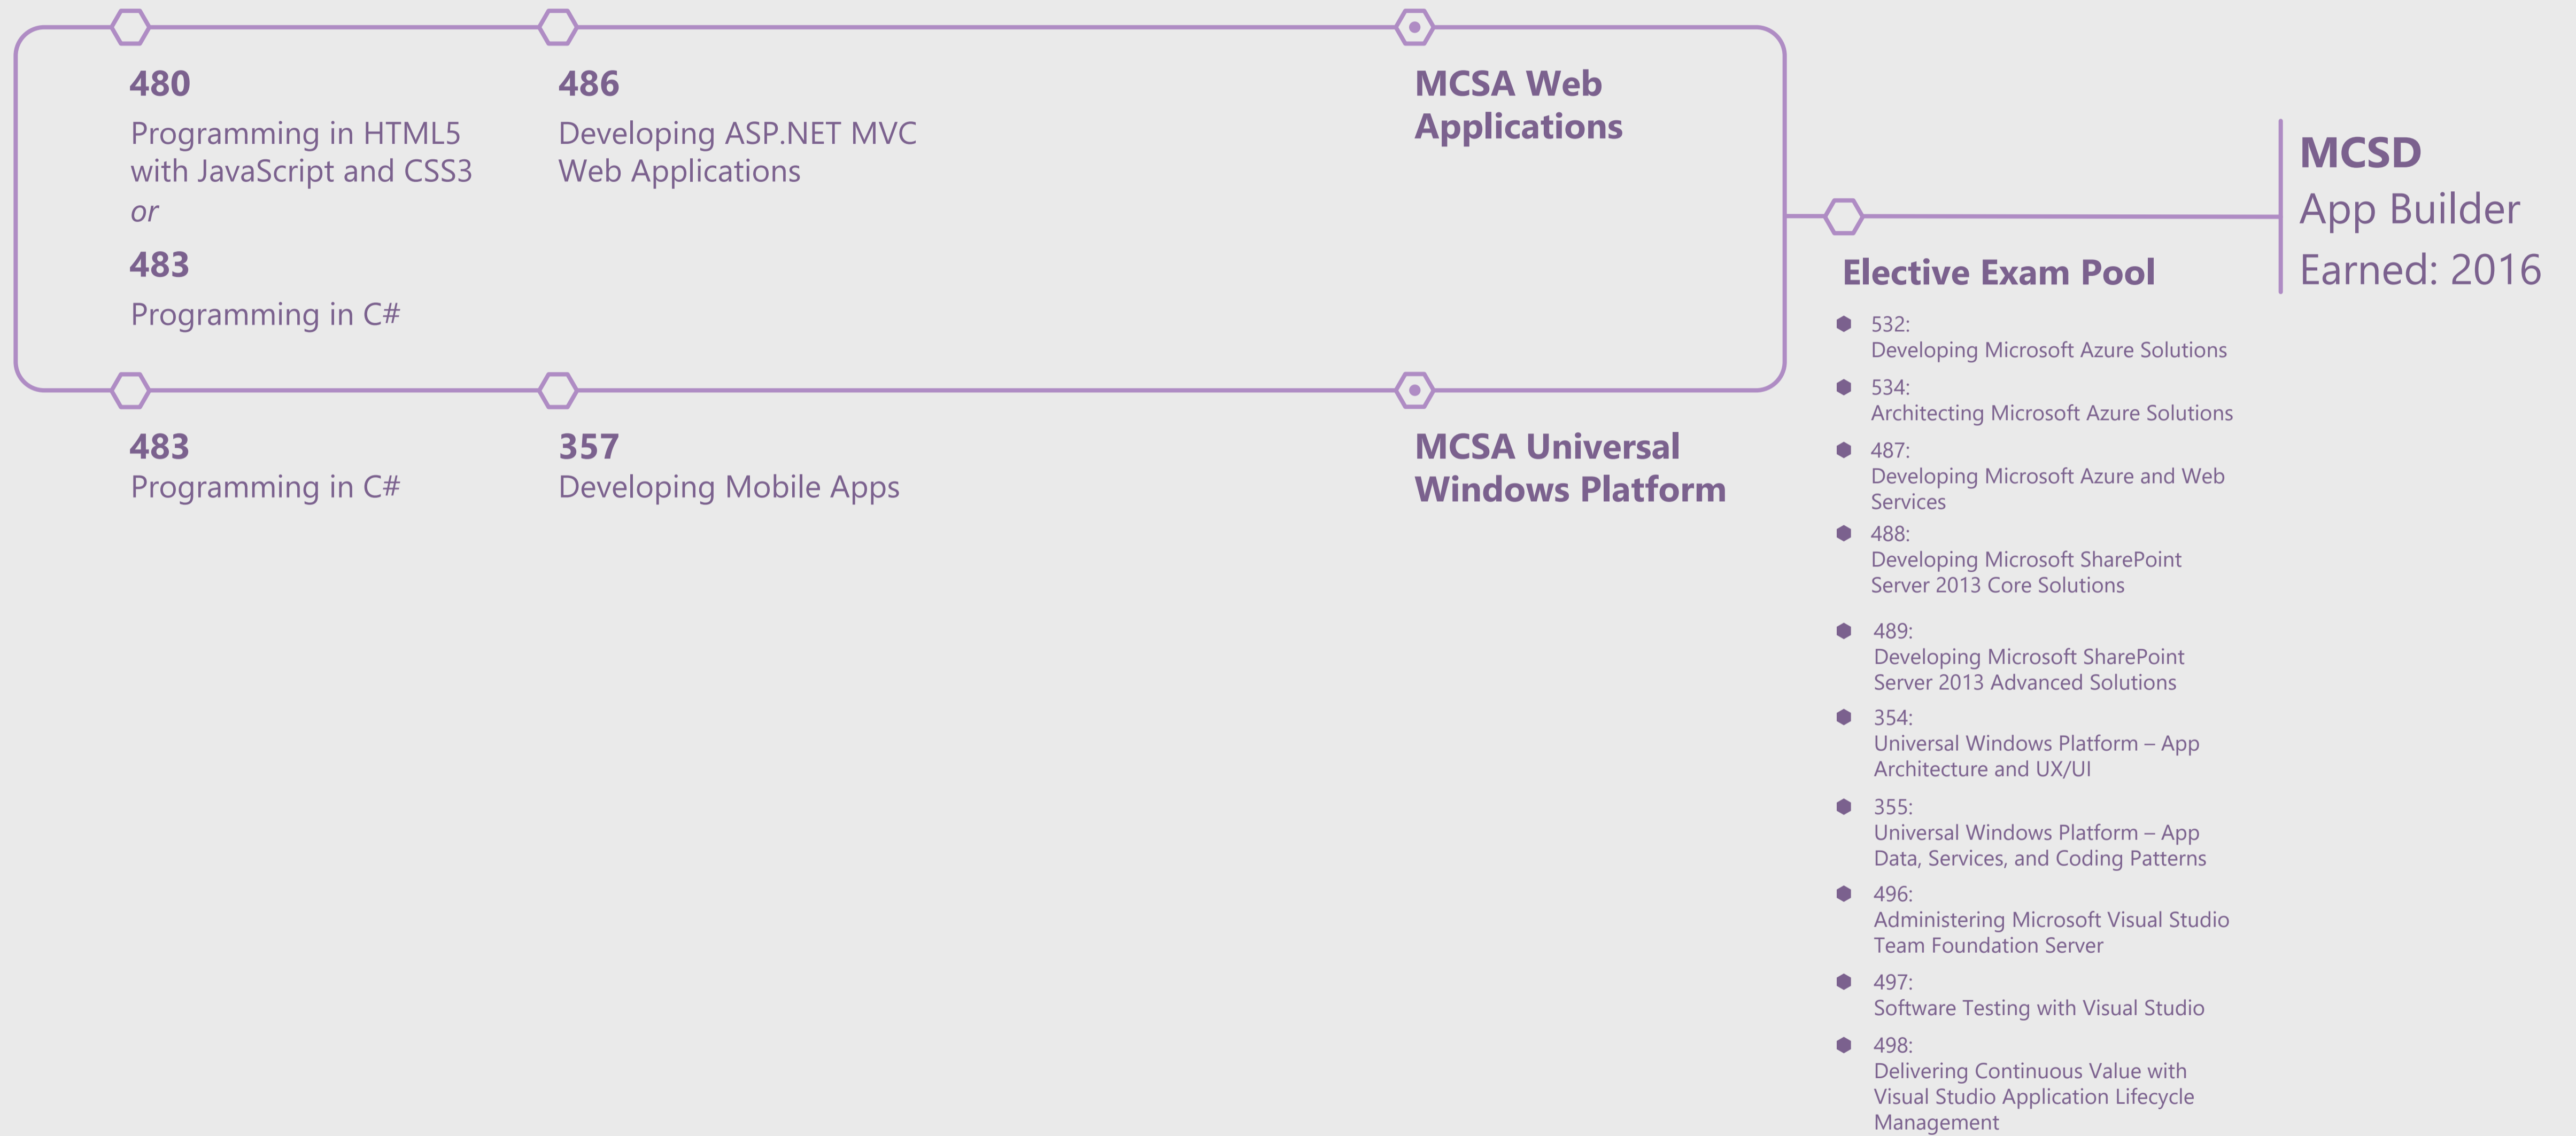 480
Programming in HTML5
with JavaScript and CSS3
or
483
Programming in C#
486
Developing ASP.NET MVC
Web Applications
MCSA Web
Applications
483
Programming in C#
357
Developing Mobile Apps
MCSA Universal
Windows Platform
Elective Exam Pool
532:
Developing Microsoft Azure Solutions
534:
Architecting Microsoft Azure Solutions
487:
Developing Microsoft Azure and Web
Services
488:
Developing Microsoft SharePoint
Server 2013 Core Solutions
489:
Developing Microsoft SharePoint
Server 2013 Advanced Solutions
354:
Universal Windows Platform – App
Architecture and UX/UI
355:
Universal Windows Platform – App
Data, Services, and Coding Patterns
496:
Administering Microsoft Visual Studio
Team Foundation Server
497:
Software Testing with Visual Studio
498:
Delivering Continuous Value with
Visual Studio Application Lifecycle
Management
MCSD
App Builder
Earned: 2016